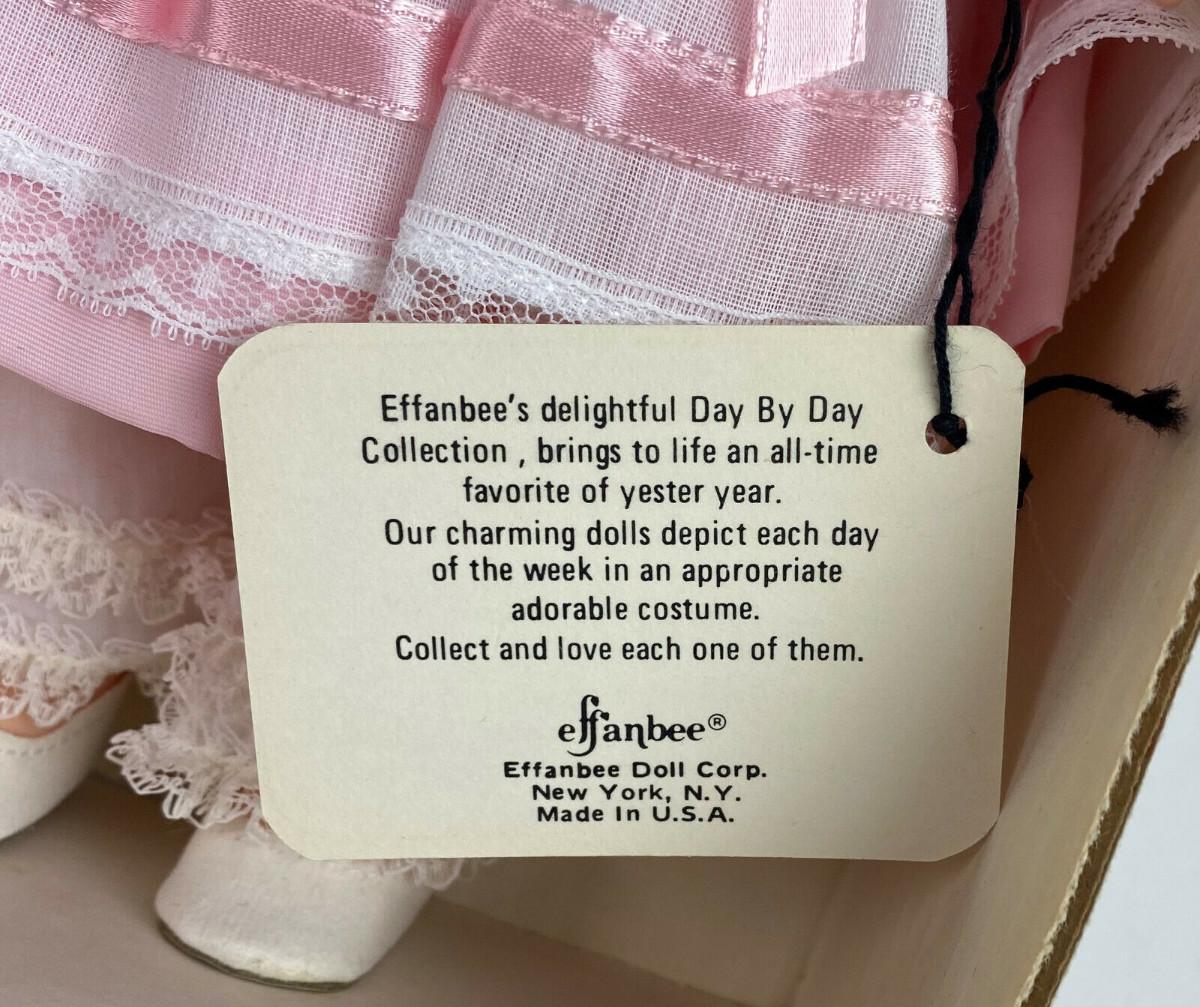 Effanbee's delightful Day By Day
Collection , brings to life an all-time
favorite of yester year.
Our charming dolls depict each day
of the week in an appropriate
adorable costume.
Collect and love each one of them.
effanbee®
Effanbee Doll Corp.
New York, N.Y.
Made In U.S.A.